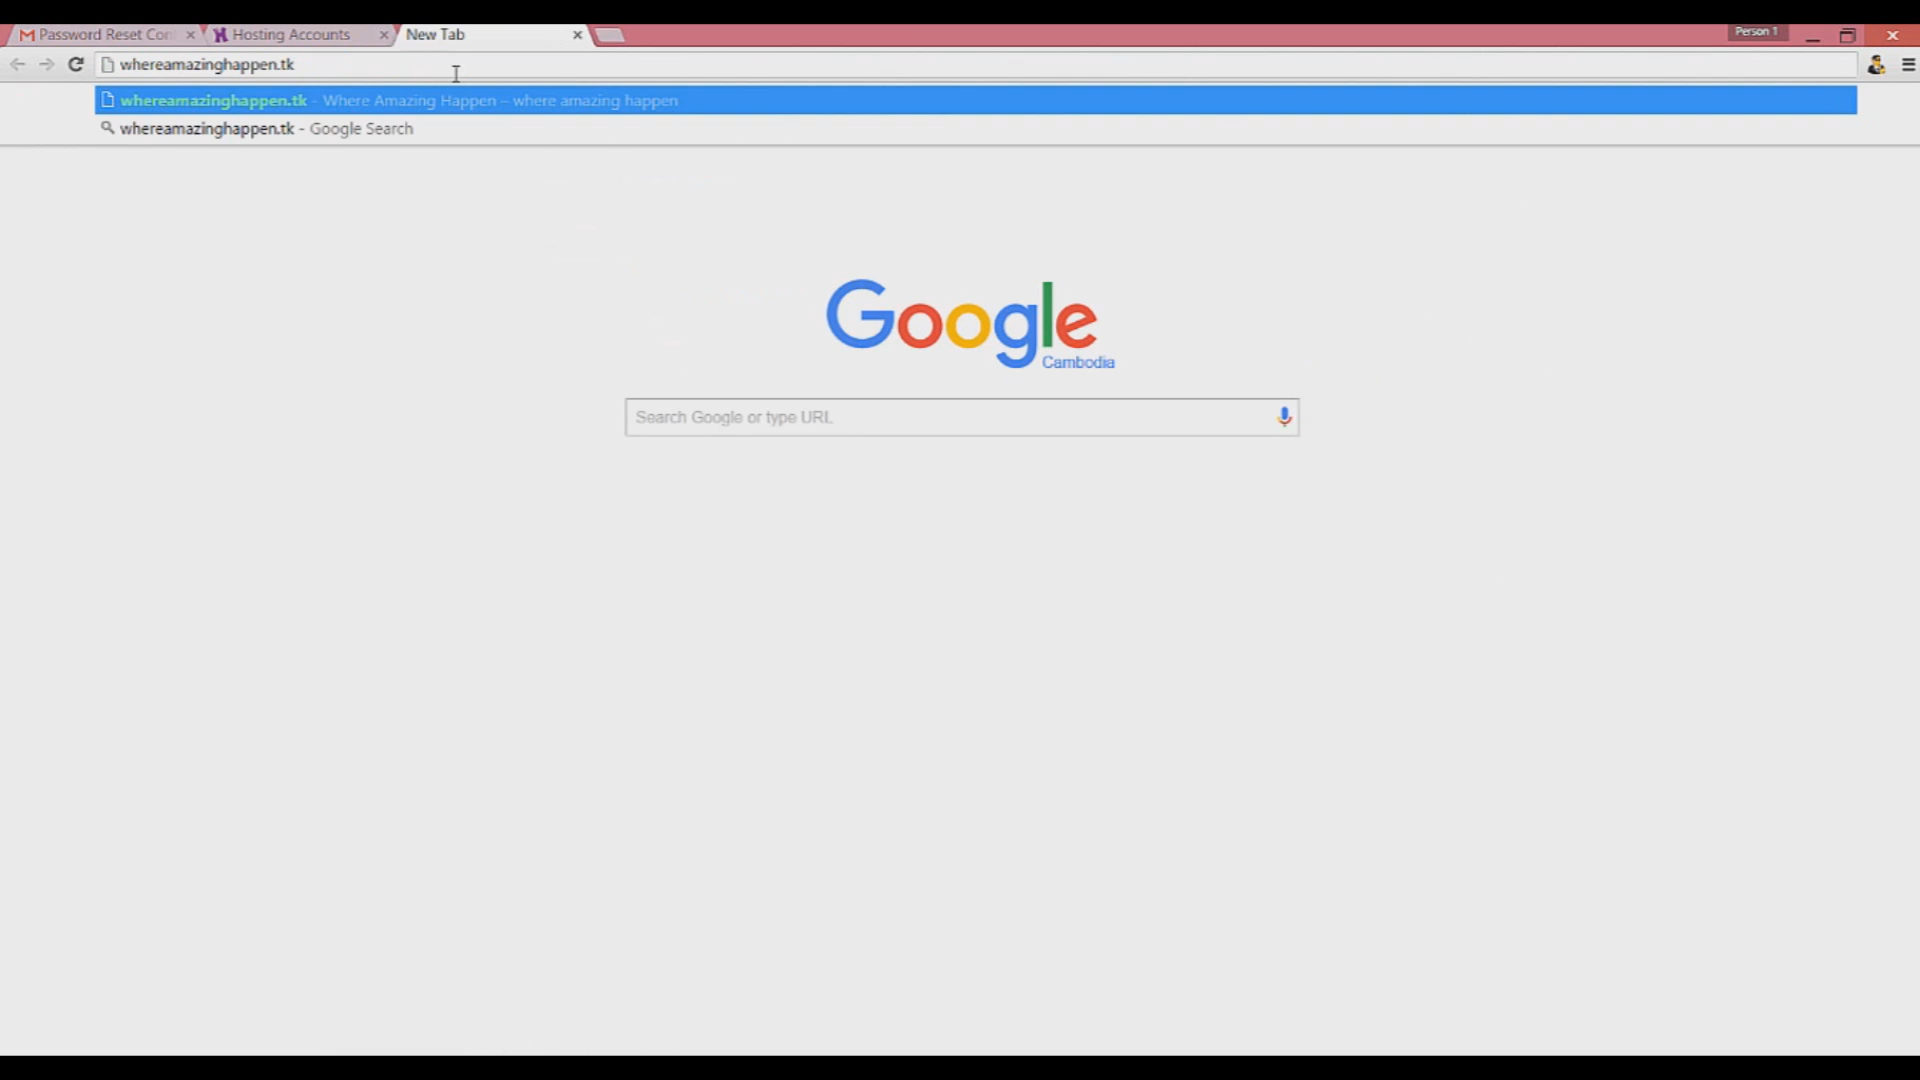 Password Reset Con
Hosting Accounts
New Tab
Person 1
whereamazinghappen.tk
whereamazinghappen.tk - Where Amazing Happen – where amazing happen
whereamazinghappen.tk - Google Search
Google
Cambodia
Search Google or type URL